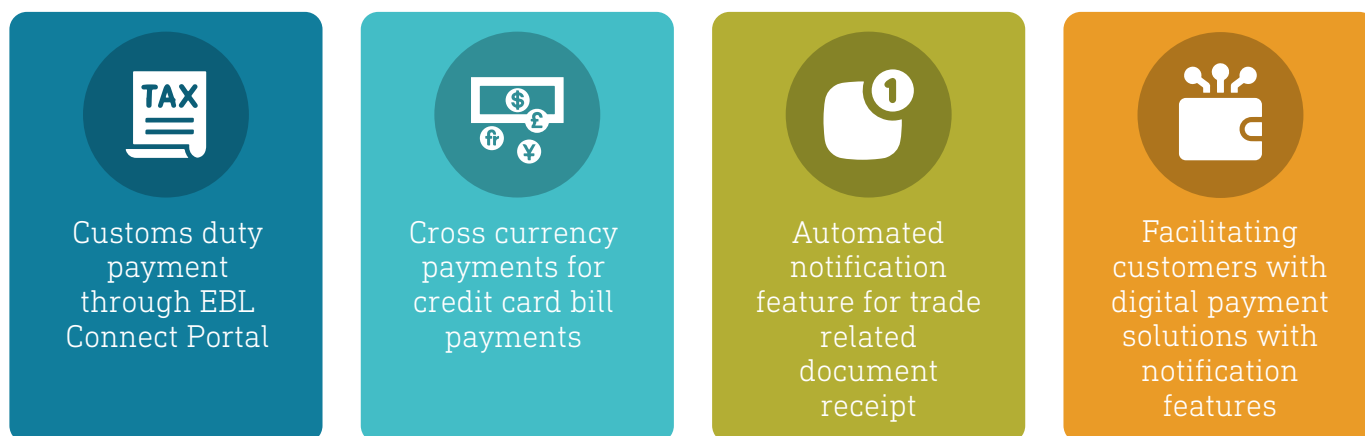 TAX
Customs duty
payment
through EBL
Connect Portal
$
£
fr
¥
Cross currency
payments for
credit card bill
payments
1
Automated
notification
feature for trade
related
document
receipt
Facilitating
customers with
digital payment
solutions with
notification
features